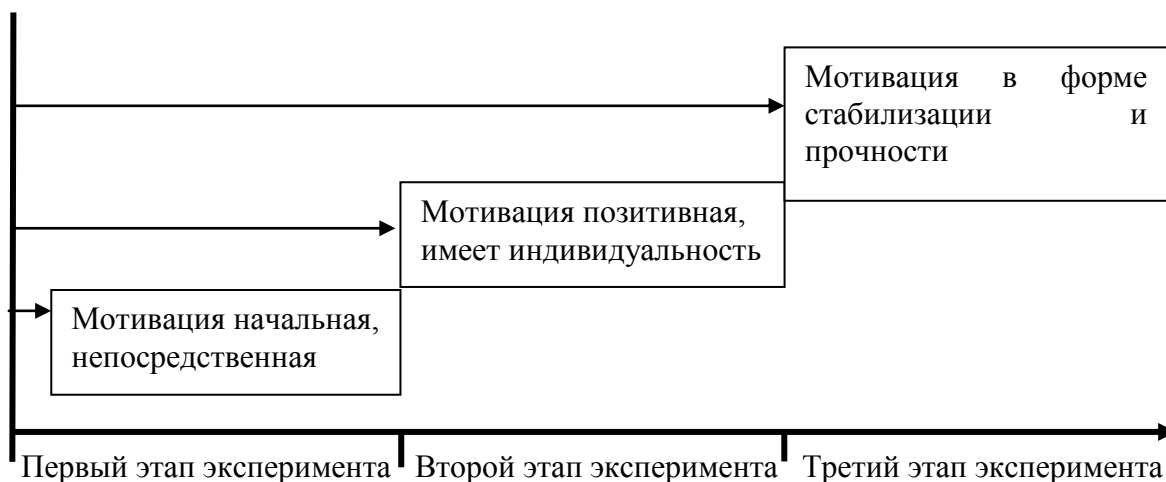 Мотивация в форме
стабилизации и
прочности
Мотивация позитивная,
имеет индивидуальность
Мотивация начальная,
непосредственная
Первый этап эксперимента
Второй этап эксперимента
Третий этап эксперимента